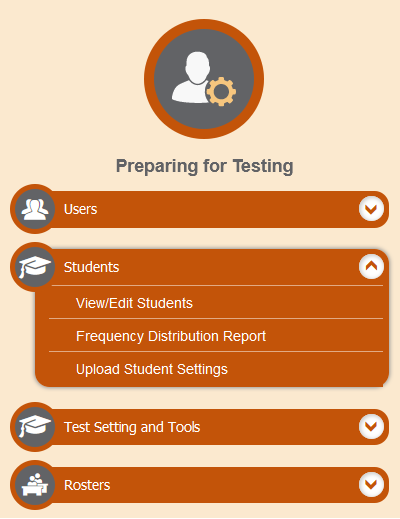 Preparing for Testing
Users
Students
View/Edit Students
Frequency Distribution Report
Upload Student Settings
Test Setting and Tools
Rosters